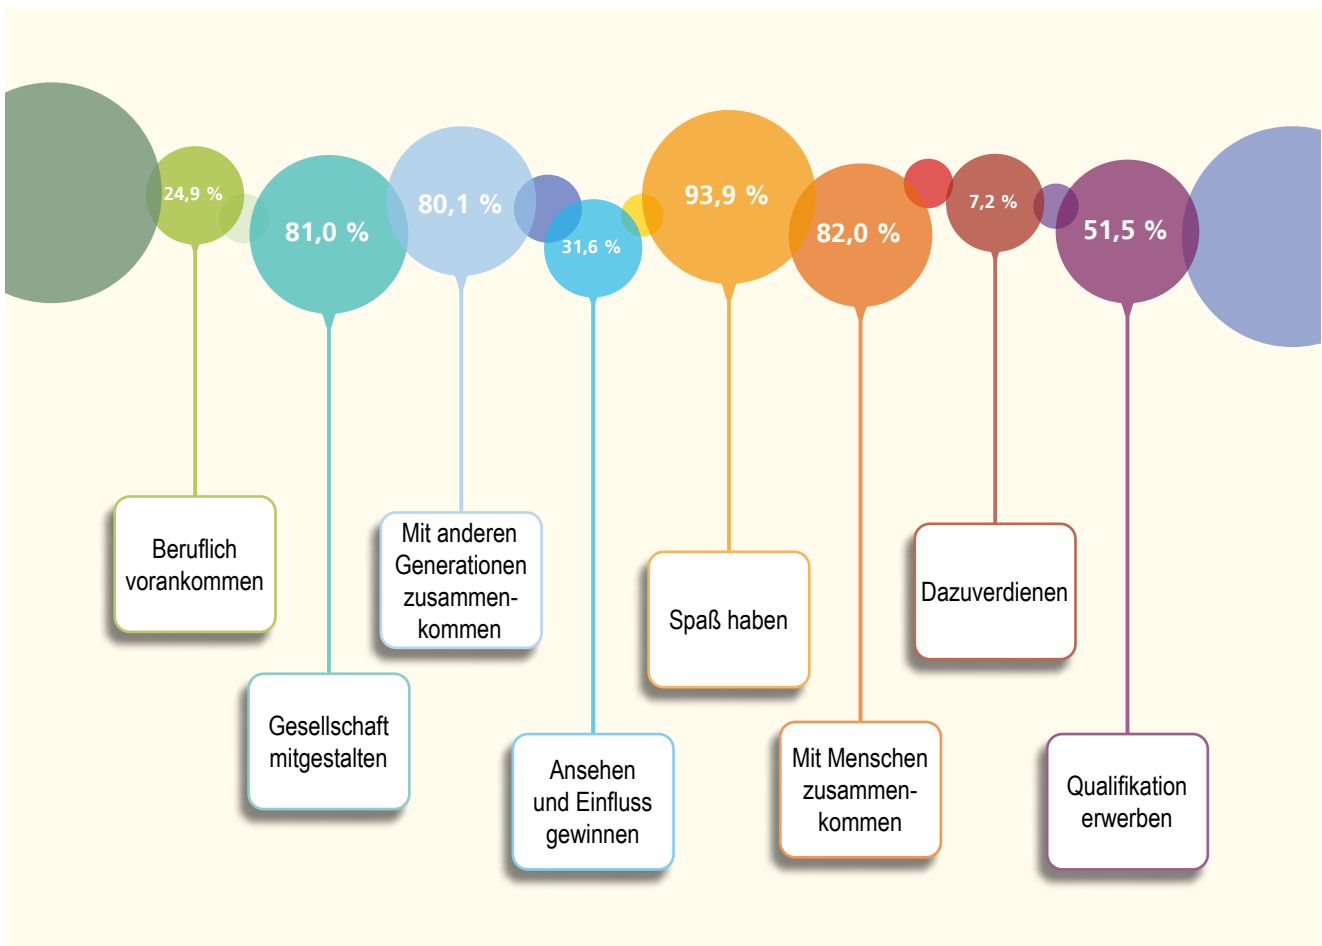 24,9 %
81,0 %
80,1 %
31,6 %
93,9 %
82,0 %
7,2 %
51,5 %
Beruflich
vorankommen
Gesellschaft
mitgestalten
Mit anderen
Generationen
zusammen-
kommen
Ansehen
und Einfluss
gewinnen
Spaß haben
Mit Menschen
zusammen-
kommen
Dazuverdienen
Qualifikation
erwerben